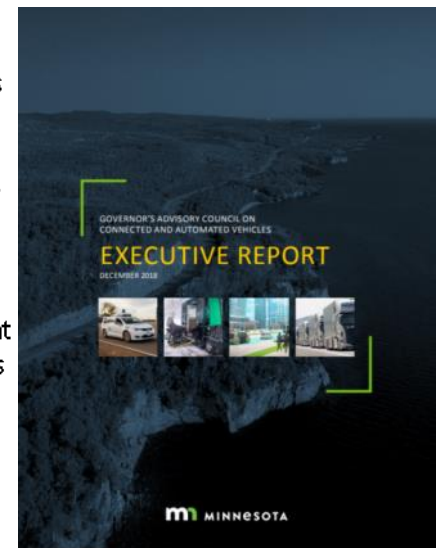 GOVERNOR'S ADVISORY COUNCIL ON
CONNECTED AND AUTOMATED VEHICLES
EXECUTIVE REPORT
DECEMBER 2018
MINNESOTA